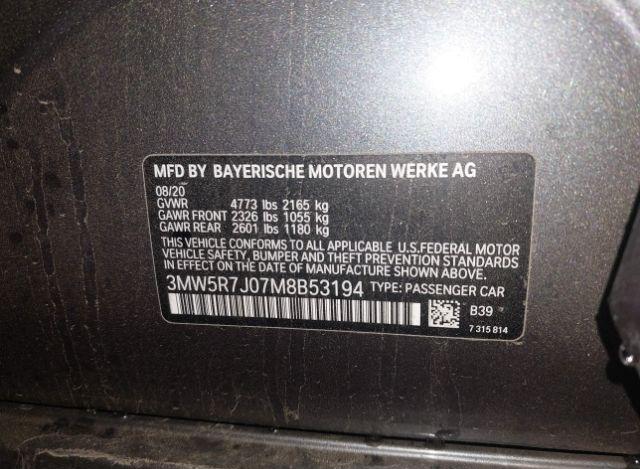 MFD BY BAYERISCHE MOTOREN WERKE AG
08/20
GVWR 4773 lbs 2165 kg
GAWR FRONT 2326 lbs 1055 kg
GAWR REAR 2601 lbs 1180 kg
THIS VEHICLE CONFORMS TO ALL APPLICABLE U.S.FEDERAL MOTOR
VEHICLE SAFETY, BUMPER AND THEFT PREVENTION STANDARDS
IN EFFECT ON THE DATE OF MANUFACTURE SHOWN ABOVE.
3MW5R7J07M8B53194 TYPE: PASSENGER CAR
B39
7 315 814